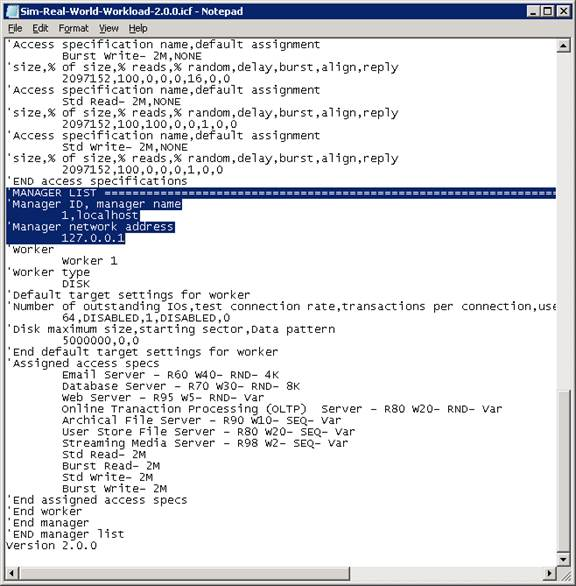 Sim-Real-World-Workload-2.0.0.icf - Notepad
File Edit Format View Help
'Access specification name,default assignment
Burst Write- 2M,NONE
'size,% of size,% reads,% random,delay,burst,align,reply
2097152,100,0,0,0,16,0,0
'Access specification name,default assignment
Std Read- 2M,NONE
'size,% of size,% reads,% random,delay,burst,align,reply
2097152,100,100,0,0,1,0,0
'Access specification name,default assignment
Std Write- 2M,NONE
'size,% of size,% reads,% random,delay,burst,align,reply
2097152,100,0,0,0,1,0,0
'END access specifications
'MANAGER LIST ==========================================================
'Manager ID, manager name
1,localhost
'Manager network address
127.0.0.1
'Worker
Worker 1
'Worker type
DISK
'Default target settings for worker
'Number of outstanding IOs,test connection rate,transactions per connection,use
64,DISABLED,1,DISABLED,0
'Disk maximum size,starting sector,Data pattern
5000000,0,0
'End default target settings for worker
'Assigned access specs
Email Server - R60 W40- RND- 4K
Database Server - R70 W30- RND- 8K
Web Server - R95 W5- RND- Var
Online Tranaction Processing (OLTP)  Server - R80 W20- RND- Var
Archical File Server - R90 W10- SEQ- Var
User Store File Server - R80 W20- SEQ- Var
Streaming Media Server - R98 W2- SEQ- Var
Std Read- 2M
Burst Read- 2M
Std Write- 2M
Burst Write- 2M
'End assigned access specs
'End worker
'End manager
'END manager list
Version 2.0.0